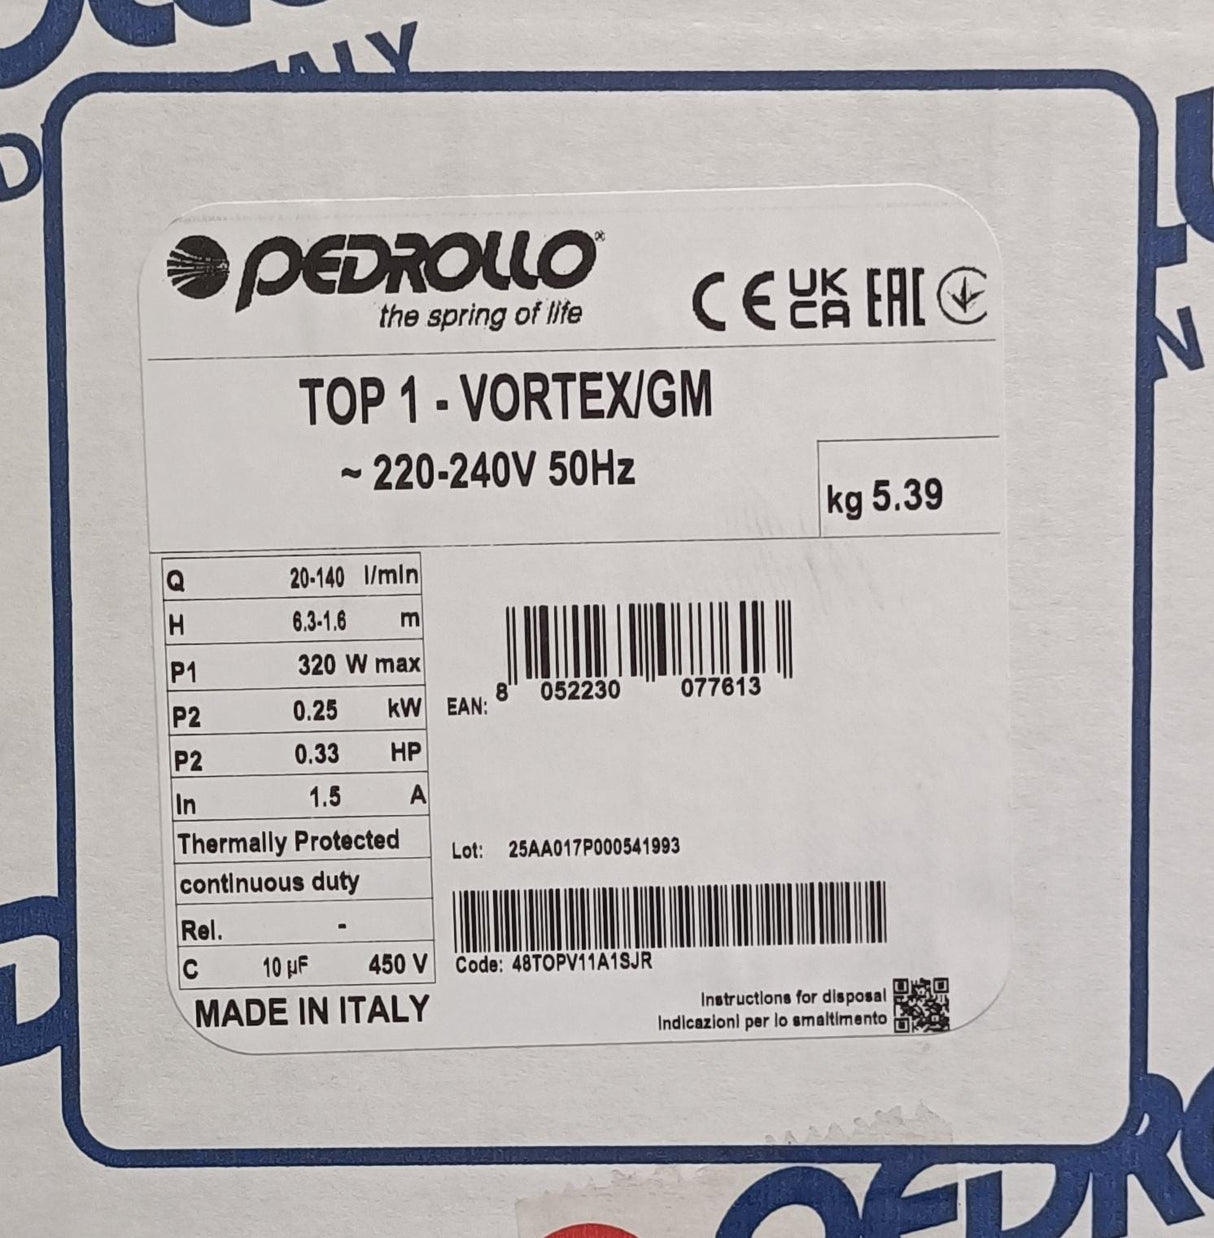 ALY
PEDROLLO
the spring of life
CE UK CA EAC
TOP 1 - VORTEX/GM
~ 220-240V 50Hz
kg 5.39
Q 20-140 l/min
H 6.3-1.6 m
P1 320 W max
P2 0.25 kW
P2 0.33 HP
In 1.5 A
Thermally Protected
continuous duty
Rel. -
C 10 µF 450 V
MADE IN ITALY
EAN: 8 052230 077613
Lot: 25AA017P000541993
Code: 48TOPV11A1SJR
Instructions for disposal
Indicazioni per lo smaltimento
PEDRO